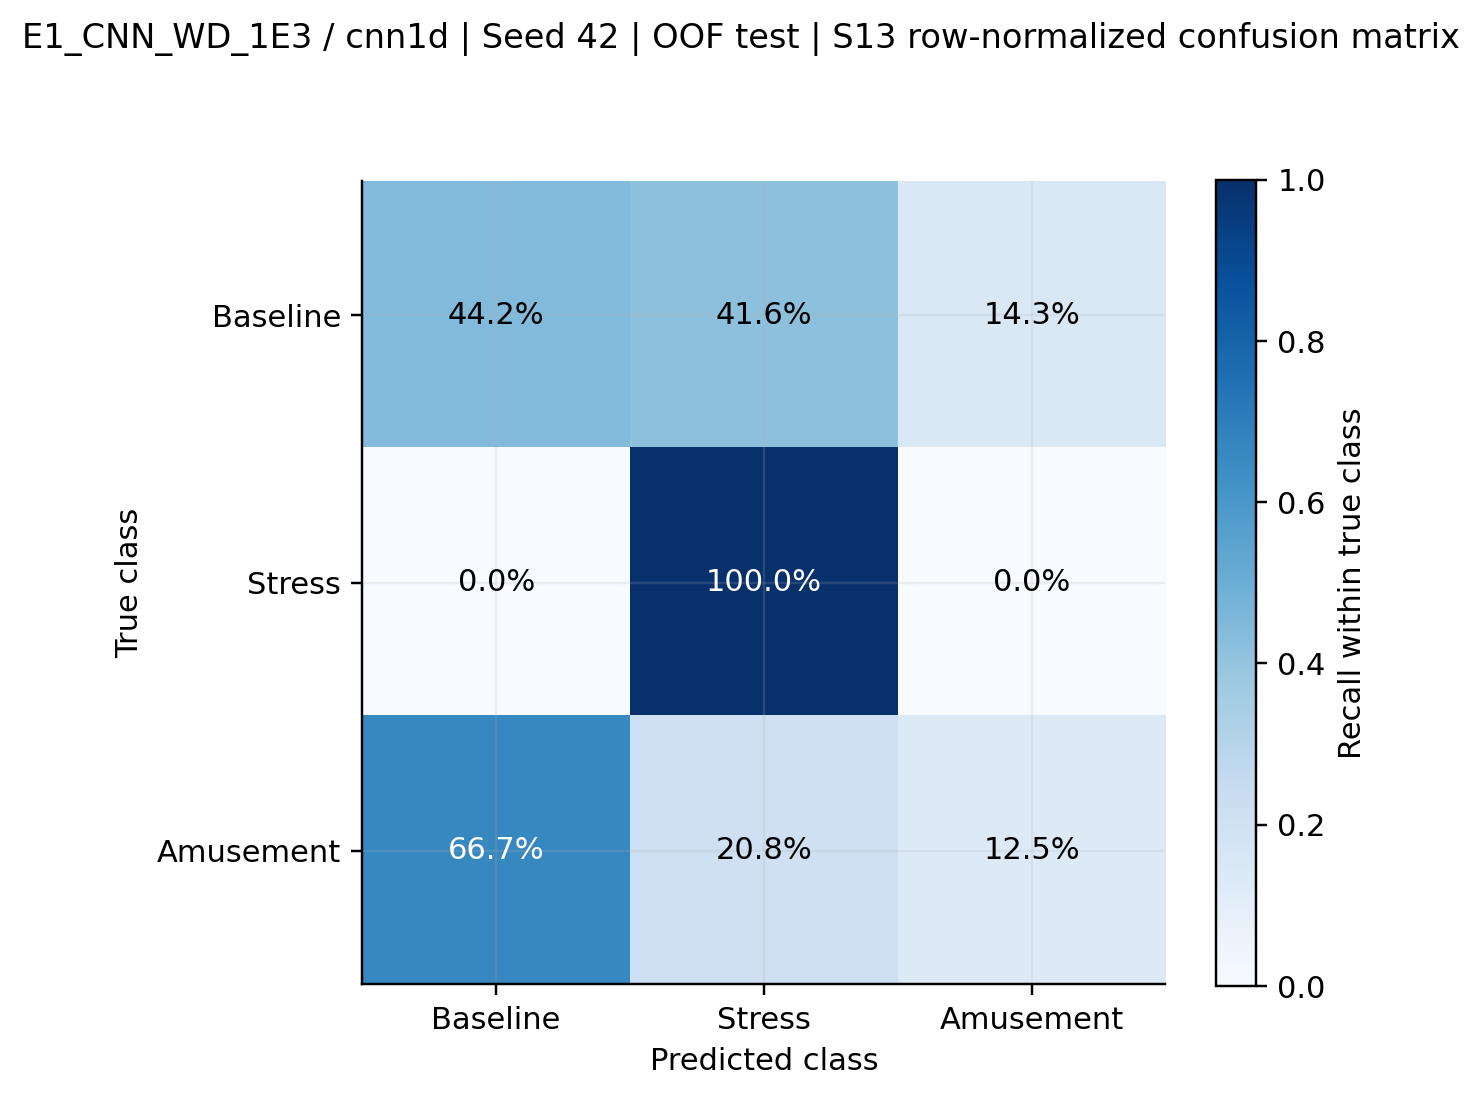 E1_CNN_WD_1E3 / cnn1d | Seed 42 | OOF test | S13 row-normalized confusion matrix
True class
Baseline
44.2%
41.6%
14.3%
Stress
0.0%
100.0%
0.0%
Amusement
66.7%
20.8%
12.5%
Baseline
Stress
Amusement
Predicted class
1.0
0.8
0.6
0.4
0.2
0.0
Recall within true class